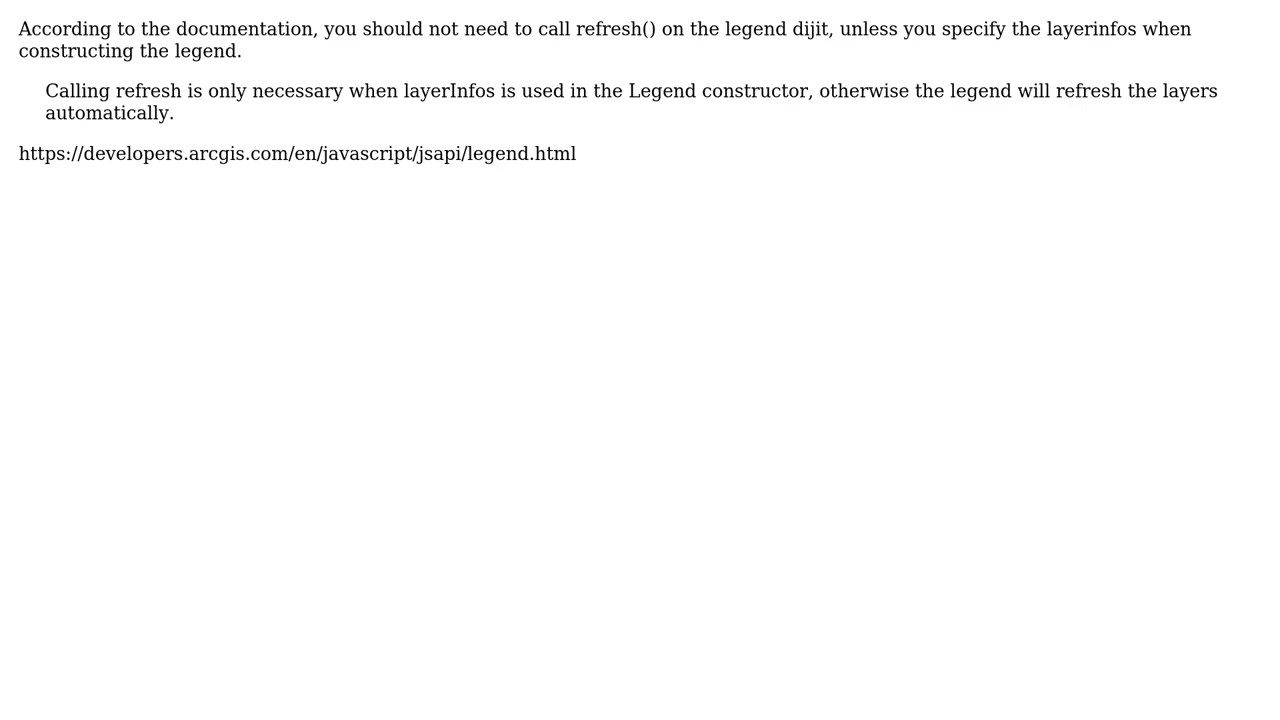 According to the documentation, you should not need to call refresh() on the legend dijit, unless you specify the layerinfos when
constructing the legend.
Calling refresh is only necessary when layerInfos is used in the Legend constructor, otherwise the legend will refresh the layers
automatically.
https://developers.arcgis.com/en/javascript/jsapi/legend.html